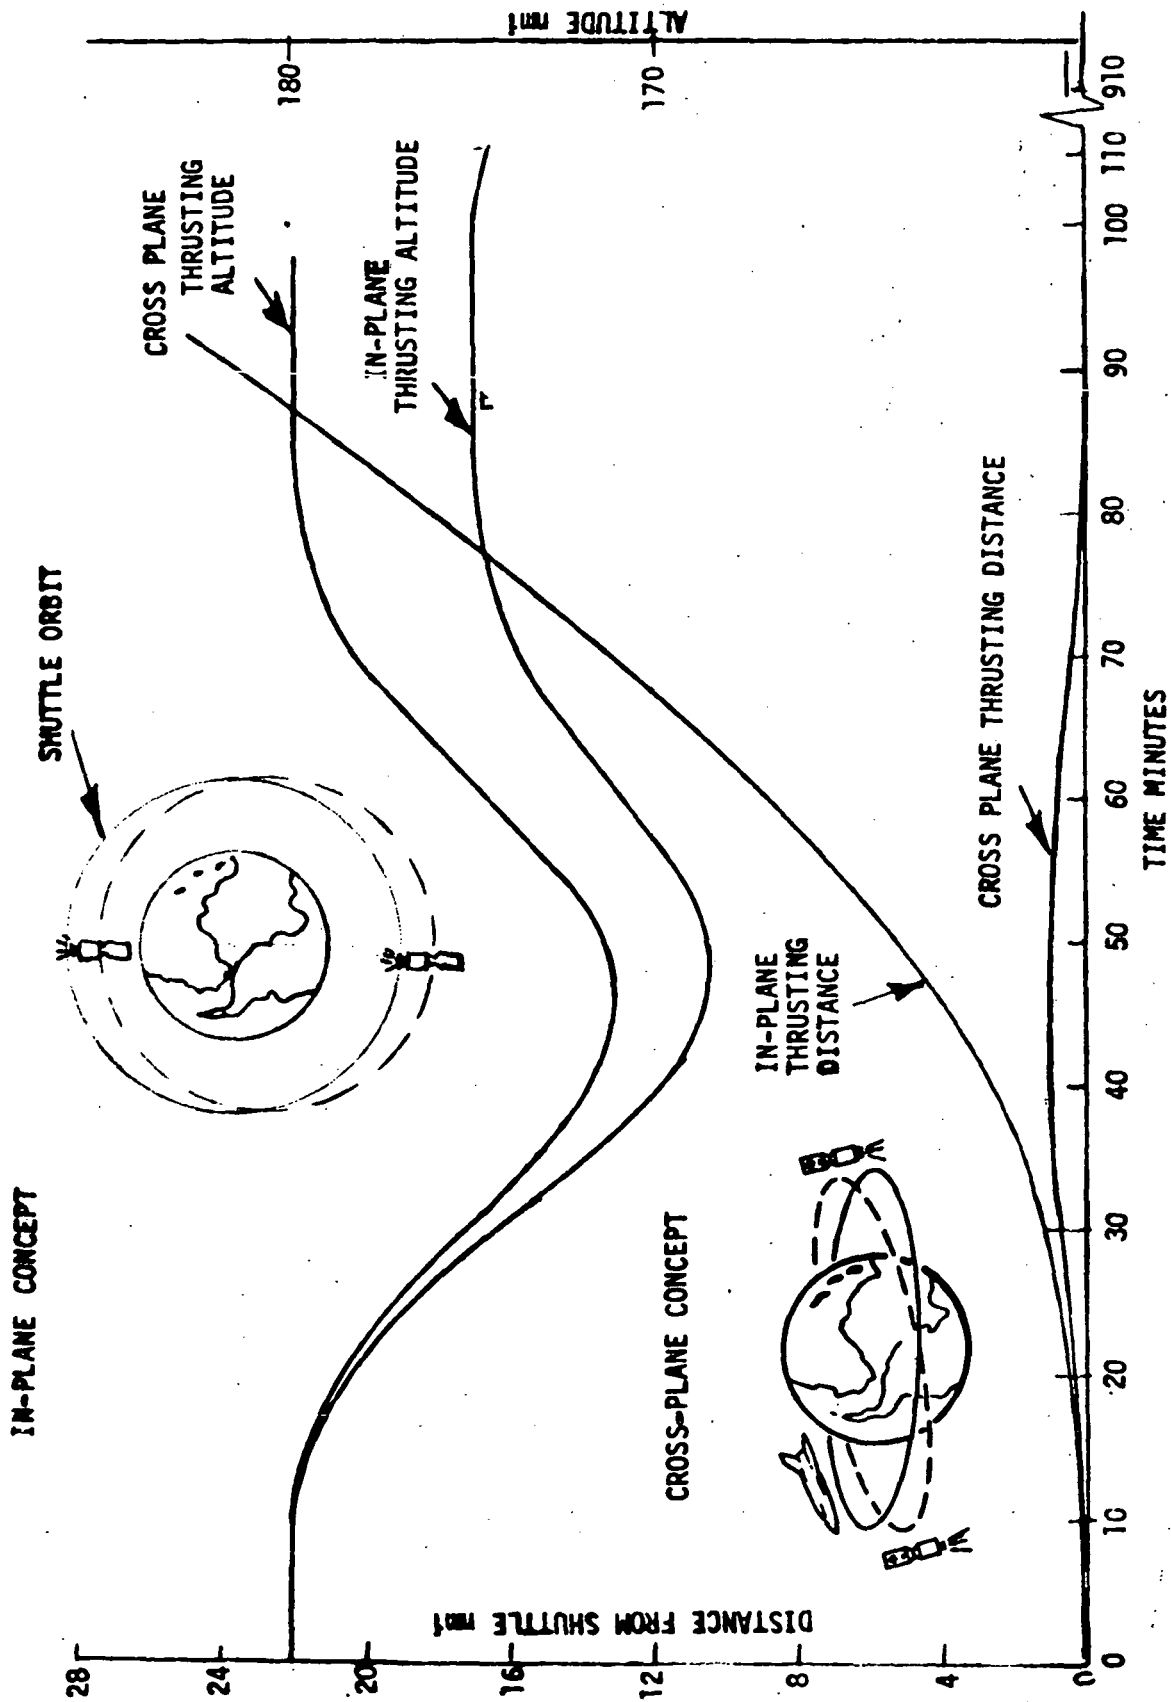 IN-PLANE CONCEPT
SHUTTLE ORBIT
CROSS PLANE
THRUSTING
ALTITUDE
IN-PLANE
THRUSTING ALTITUDE
CROSS-PLANE CONCEPT
IN-PLANE
THRUSTING
DISTANCE
CROSS PLANE THRUSTING DISTANCE
DISTANCE FROM SHUTTLE nmi
28
24
20
16
12
8
4
0
ALTITUDE nmi
180
170
0
10
20
30
40
50
60
70
80
90
100
110
910
TIME MINUTES